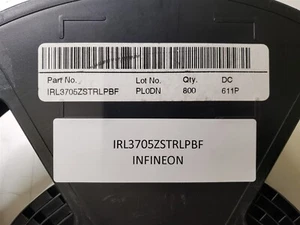 Part No. Lot No. Qty. DC
IRL3705ZSTRLPBF PL0DN 800 611P
IRL3705ZSTRLPBF
INFINEON